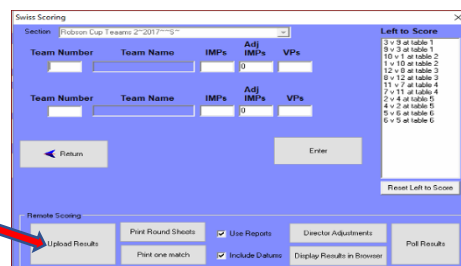 Swiss Scoring
Section Robson Cup Teams 2~2017~~S~
Left to Score
Team Number Team Name IMPs Adj IMPs VPs
0
Team Number Team Name IMPs Adj IMPs VPs
0
3 v 9 at table 1
9 v 3 at table 1
10 v 1 at table 2
1 v 10 at table 2
12 v 8 at table 3
8 v 12 at table 3
11 v 7 at table 4
7 v 11 at table 4
2 v 4 at table 5
4 v 2 at table 5
5 v 6 at table 6
6 v 5 at table 6
Return
Enter
Reset Left to Score
Remote Scoring
Upload Results
Print Round Sheets
Use Reports
Director Adjustments
Poll Results
Print one match
Include Datums
Display Results in Browser